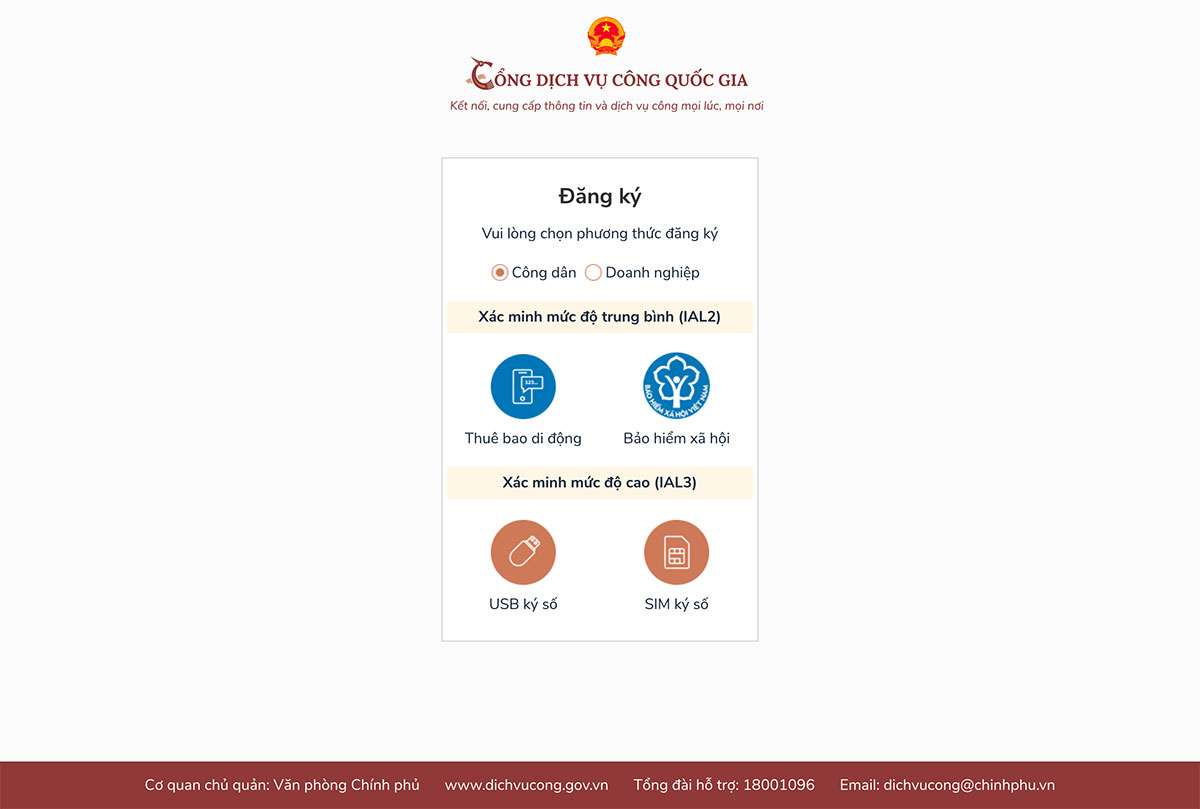 CỔNG DỊCH VỤ CÔNG QUỐC GIA
Kết nối, cung cấp thông tin và dịch vụ công mọi lúc, mọi nơi
Đăng ký
Vui lòng chọn phương thức đăng ký
Công dân Doanh nghiệp
Xác minh mức độ trung bình (IAL2)
123...
BẢO HIỂM XÃ HỘI VIỆT NAM
Thuê bao di động Bảo hiểm xã hội
Xác minh mức độ cao (IAL3)
USB ký số SIM ký số
Cơ quan chủ quản: Văn phòng Chính phủ www.dichvucong.gov.vn Tổng đài hỗ trợ: 18001096 Email: dichvucong@chinhphu.vn